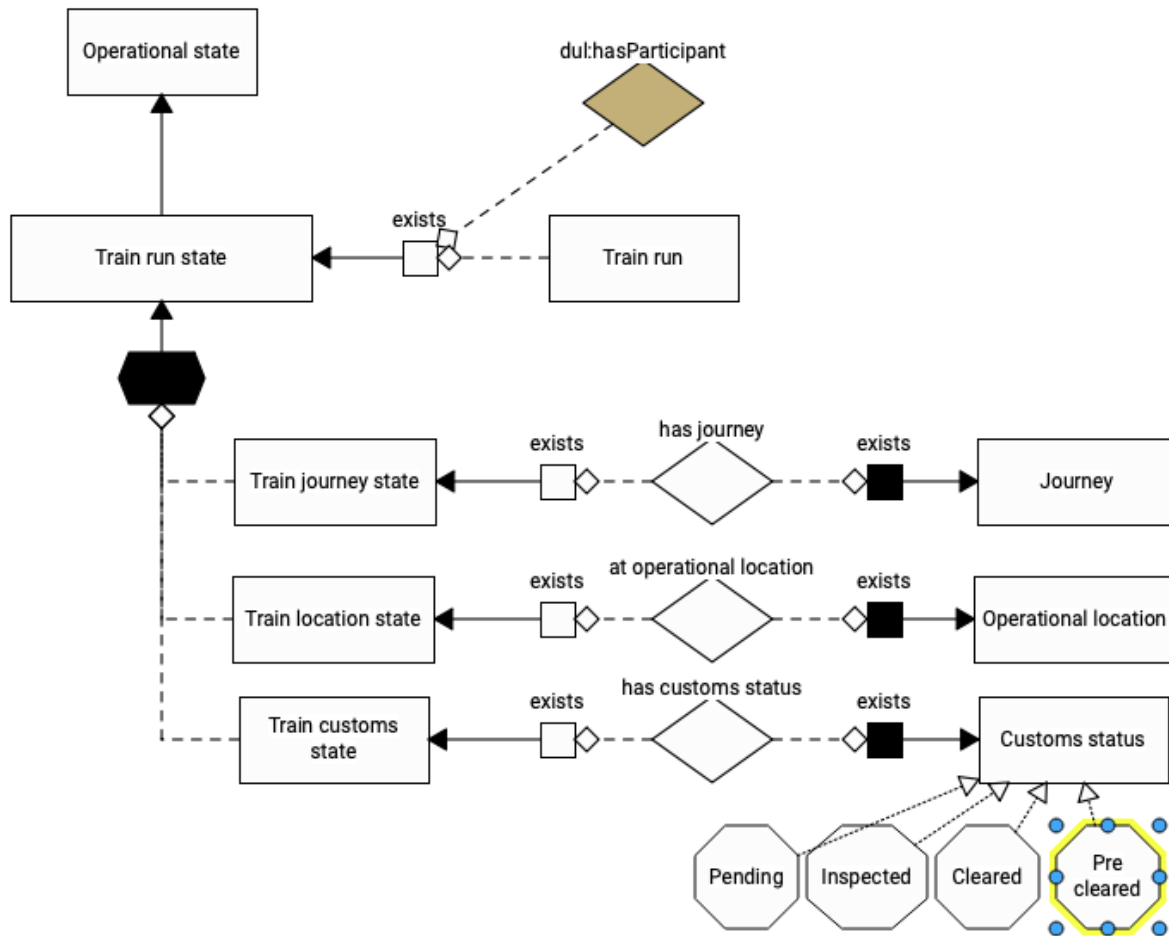 Operational state
dul:hasParticipant
exists
Train run state
Train run
has journey
exists
exists
Train journey state
Journey
at operational location
exists
exists
Train location state
Operational location
has customs status
exists
exists
Train customs
state
Customs status
Pending
Inspected
Cleared
Pre
cleared